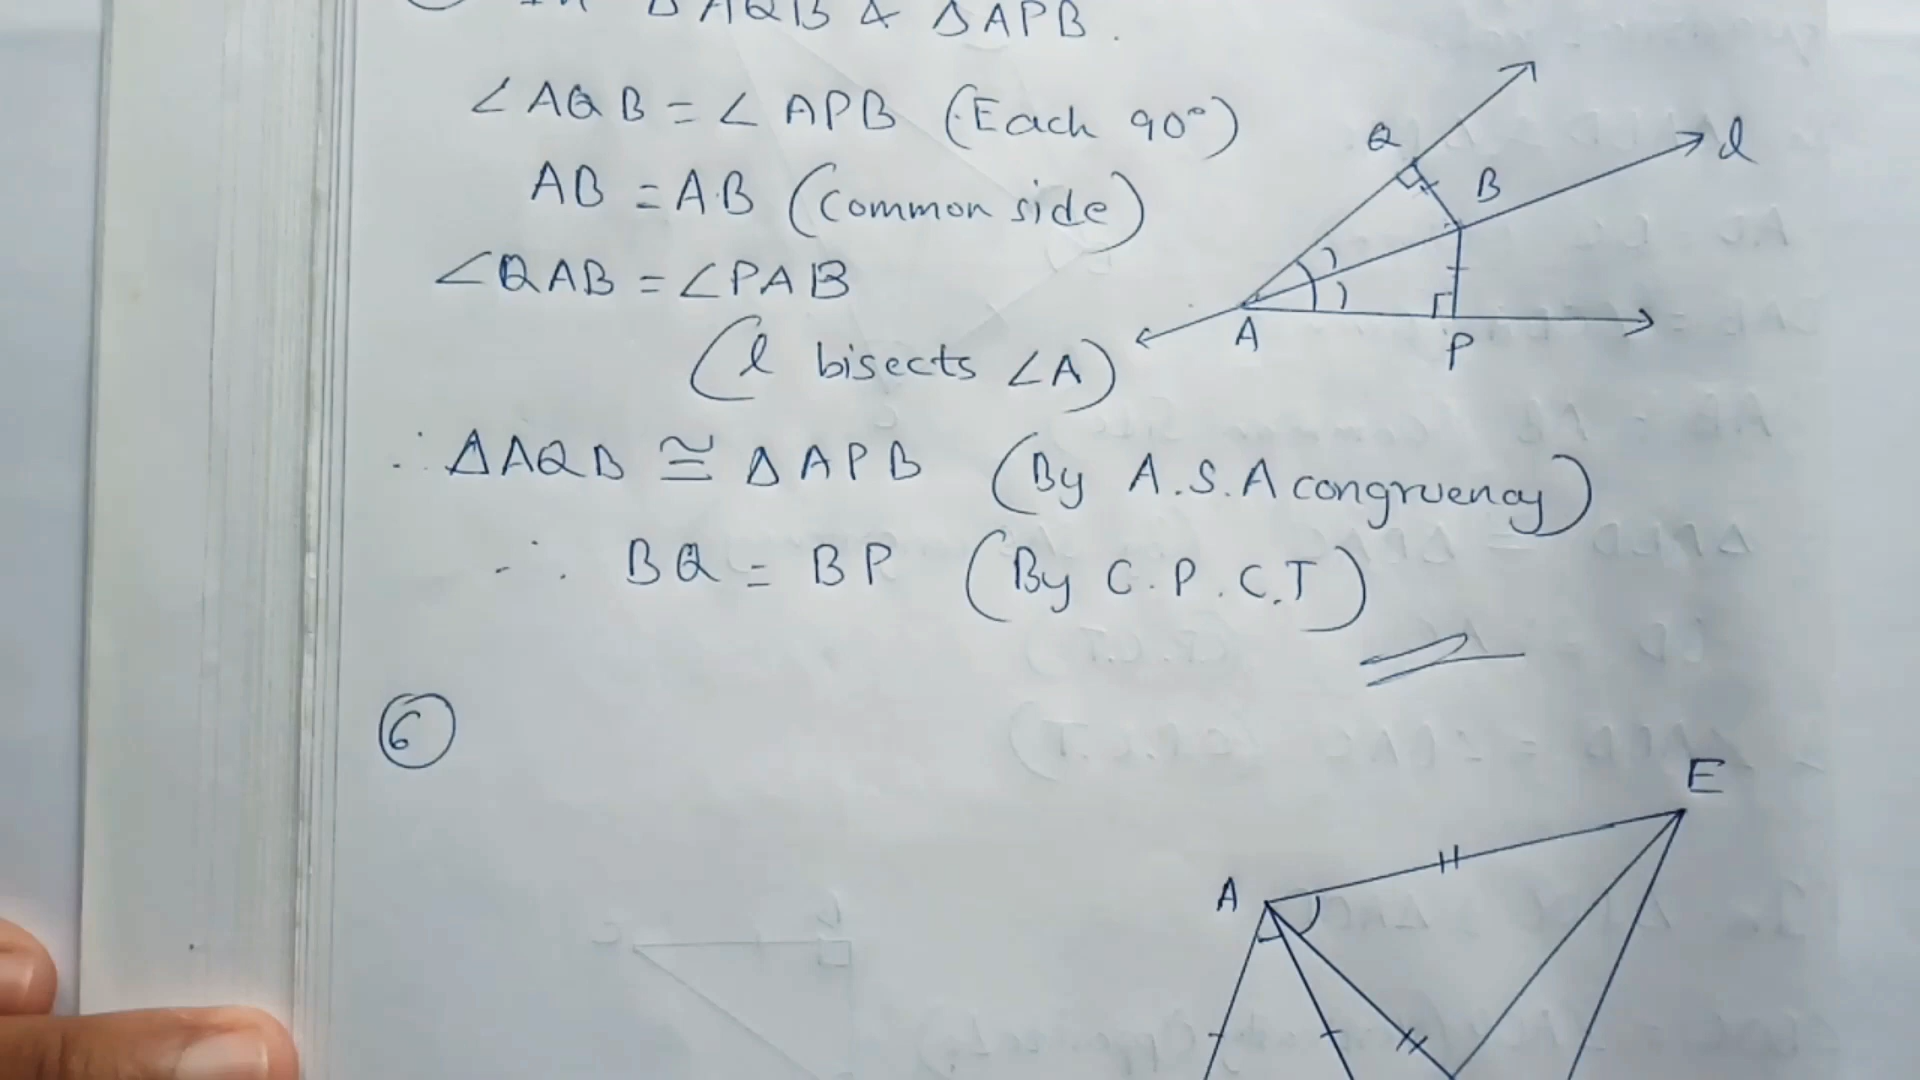 In ΔAQB & ΔAPB.
∠AQB = ∠APB (Each 90°)
AB = AB (Common side)
∠QAB = ∠PAB
(l bisects ∠A)
∴ ΔAQB ≅ ΔAPB (By A.S.A congruency)
∴ BQ = BP (By C.P.C.T)
Q
B
l
A
P
6
E
A